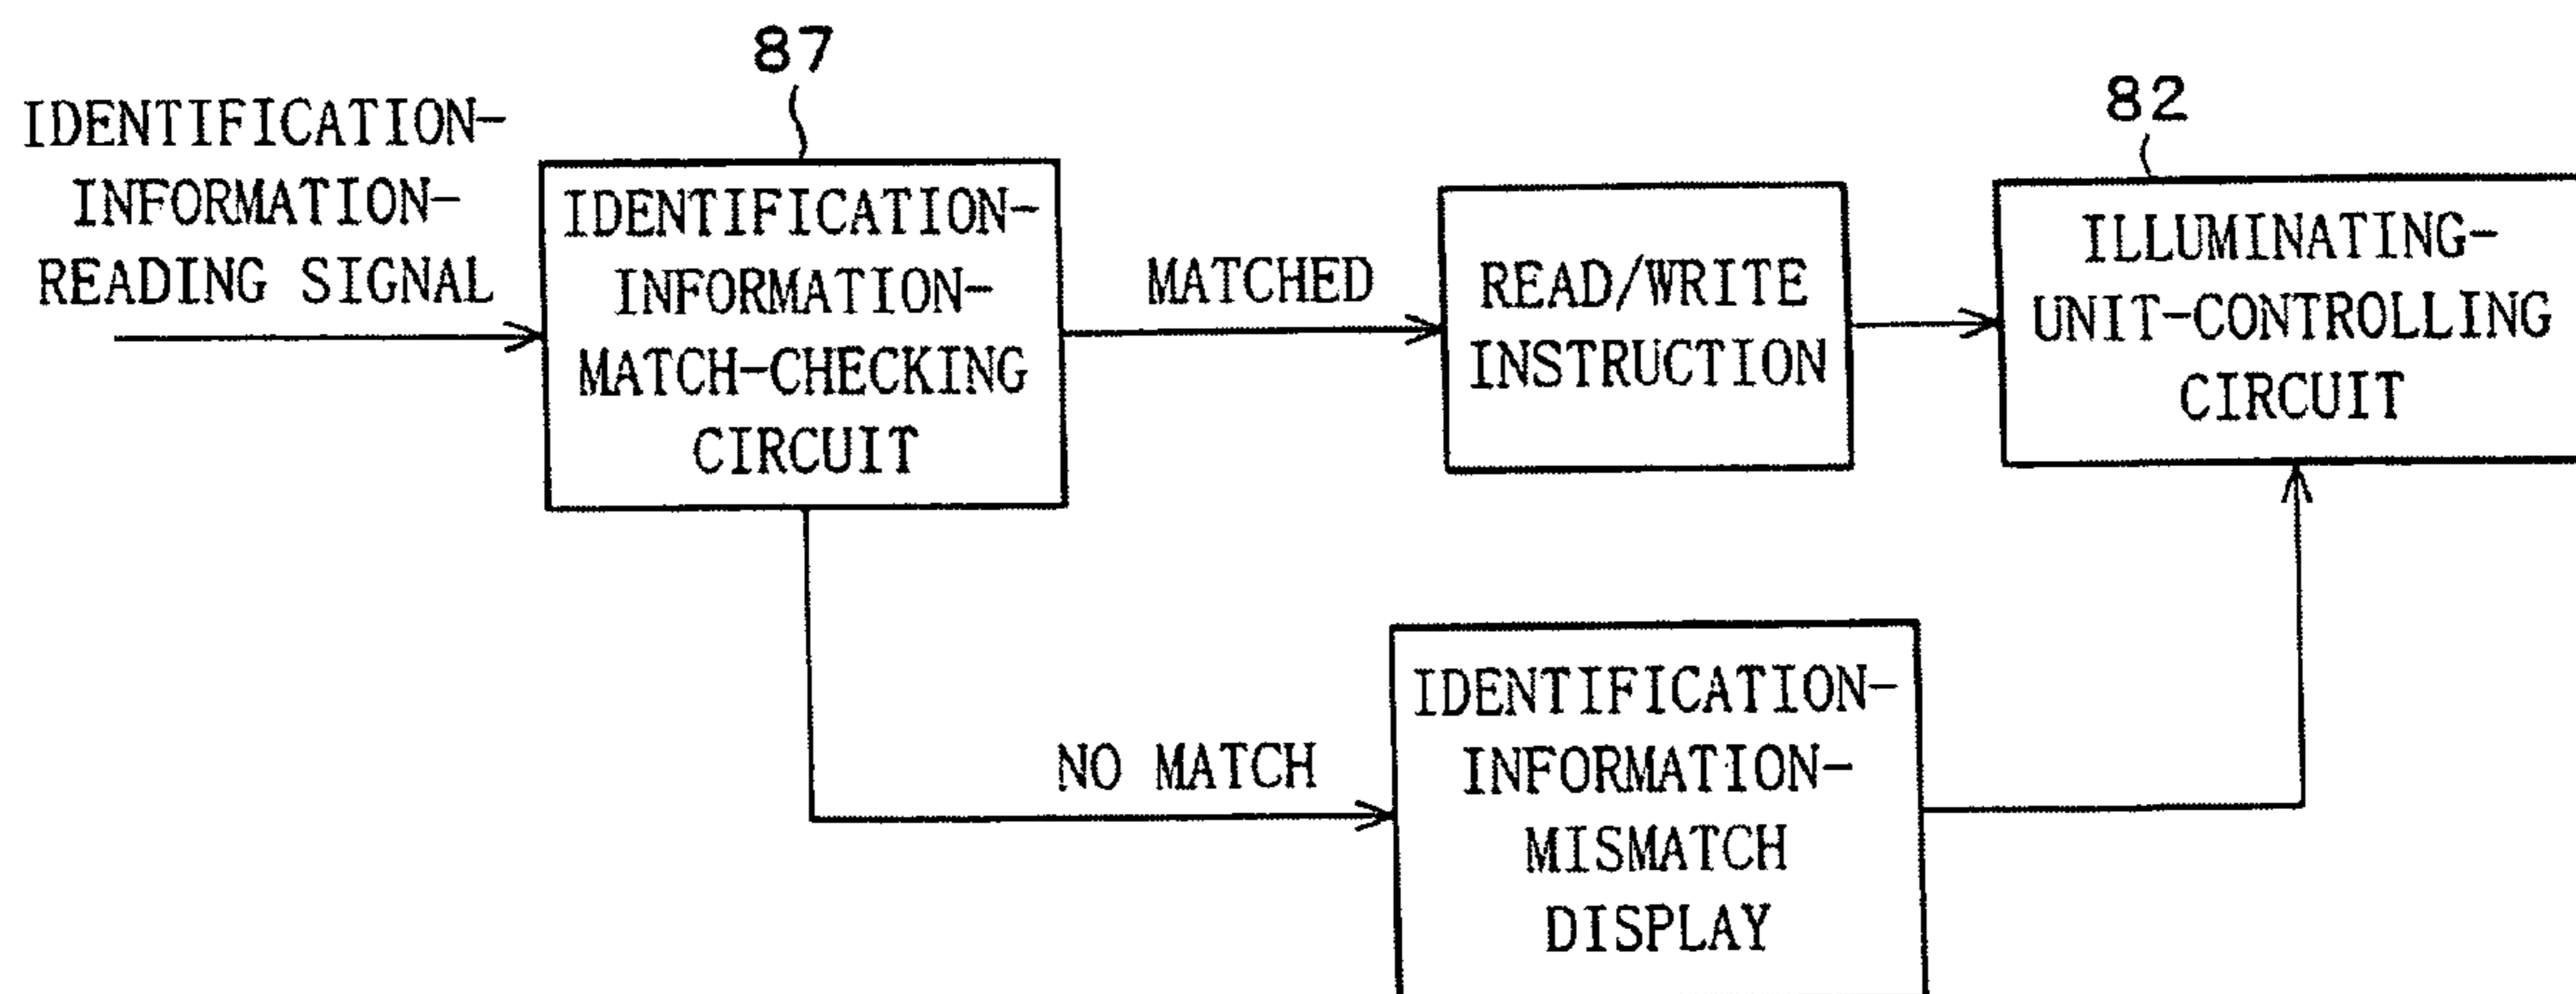 87
IDENTIFICATION-
INFORMATION-
READING SIGNAL
IDENTIFICATION-
INFORMATION-
MATCH-CHECKING
CIRCUIT
MATCHED
READ/WRITE
INSTRUCTION
82
ILLUMINATING-
UNIT-CONTROLLING
CIRCUIT
NO MATCH
IDENTIFICATION-
INFORMATION-
MISMATCH
DISPLAY